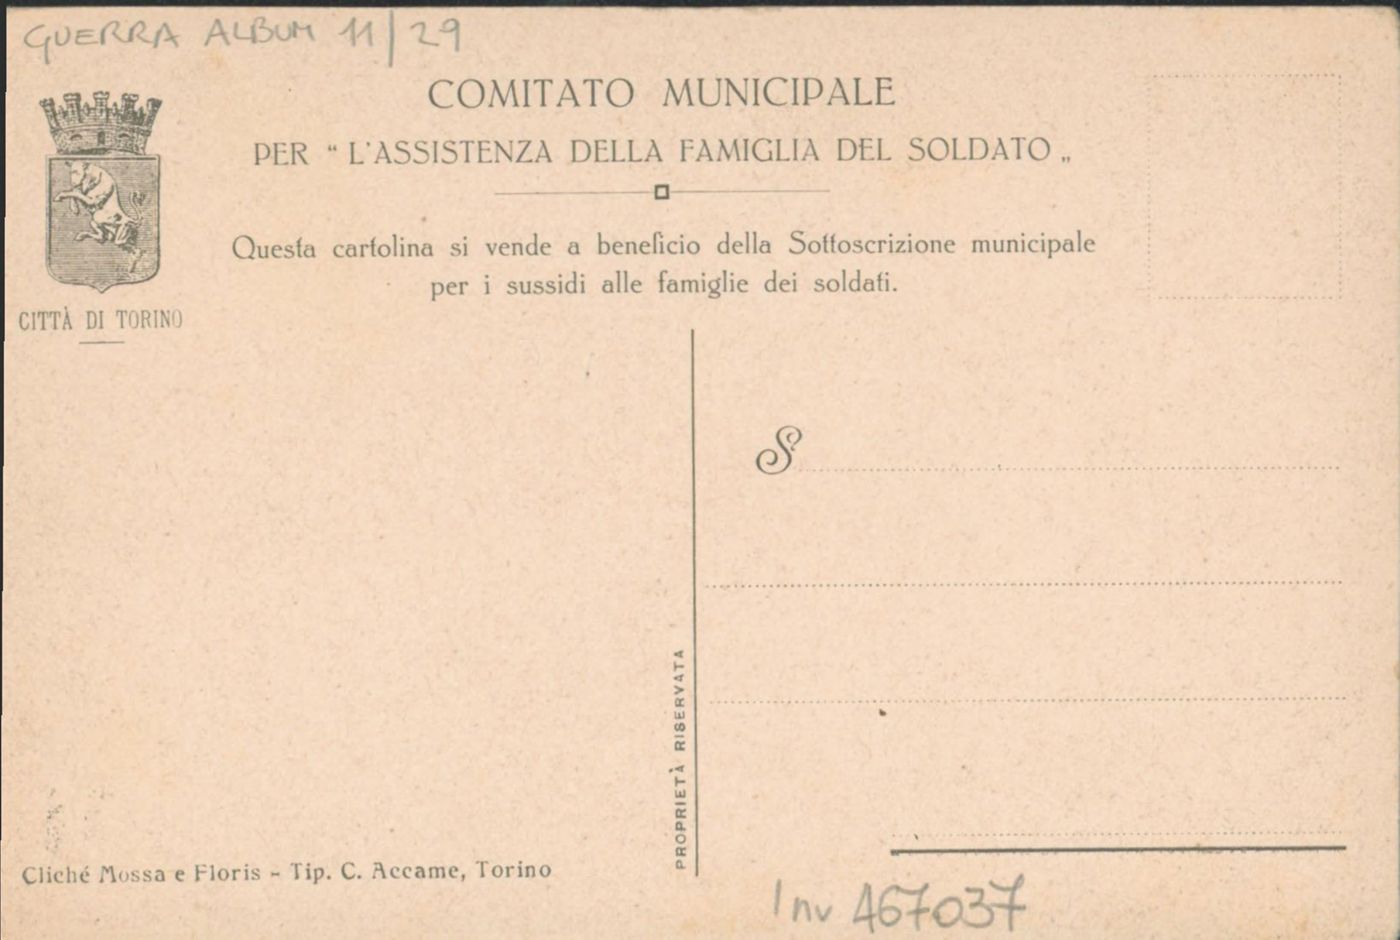 GUERRA ALBUM 11/29
COMITATO MUNICIPALE
PER “ L'ASSISTENZA DELLA FAMIGLIA DEL SOLDATO „
Questa cartolina si vende a beneficio della Sottoscrizione municipale
per i sussidi alle famiglie dei soldati.
CITTÀ DI TORINO
S
PROPRIETÀ RISERVATA
Cliché Mossa e Floris - Tip. C. Accame, Torino
Inv 467037